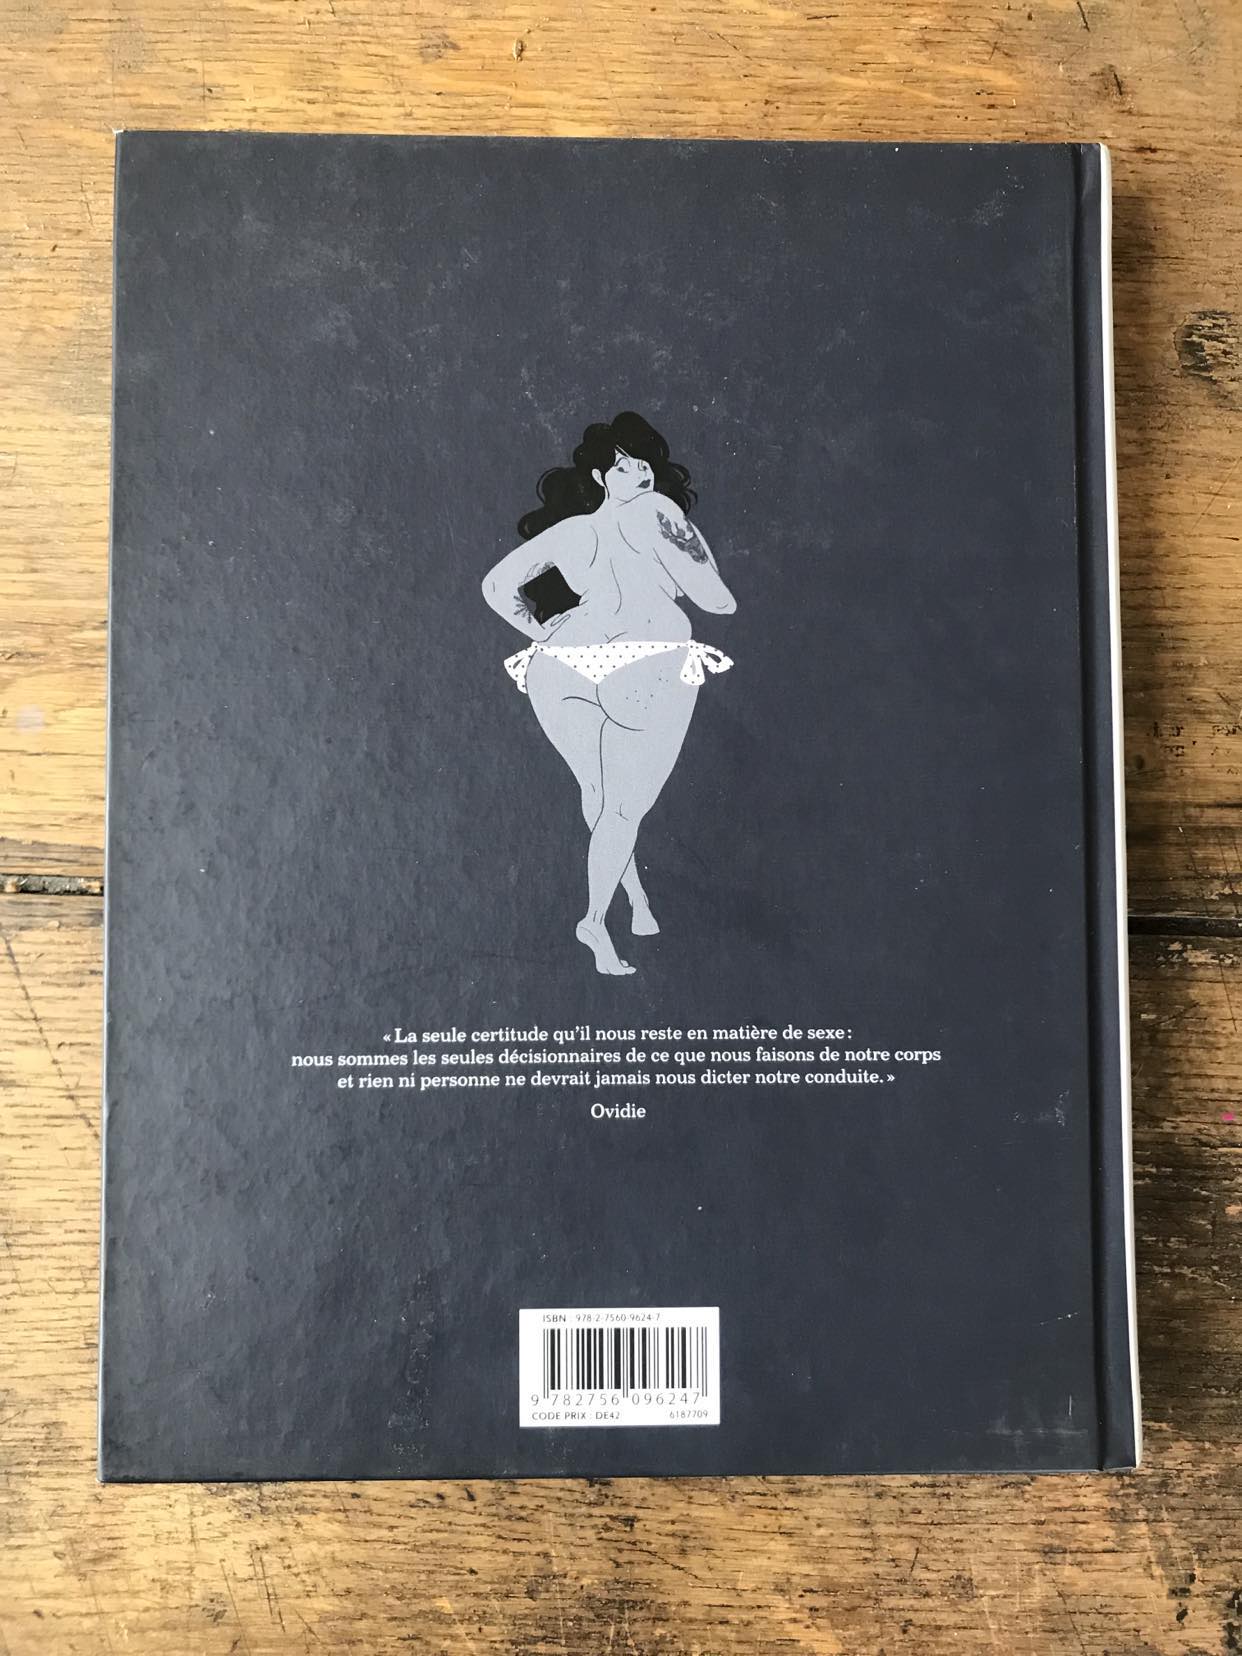 « La seule certitude qu'il nous reste en matière de sexe :
nous sommes les seules décisionnaires de ce que nous faisons de notre corps
et rien ni personne ne devrait jamais nous dicter notre conduite. »
Ovidie
ISBN : 978-2-7560-9624-7
9 782756 096247
CODE PRIX : DE42 6187709